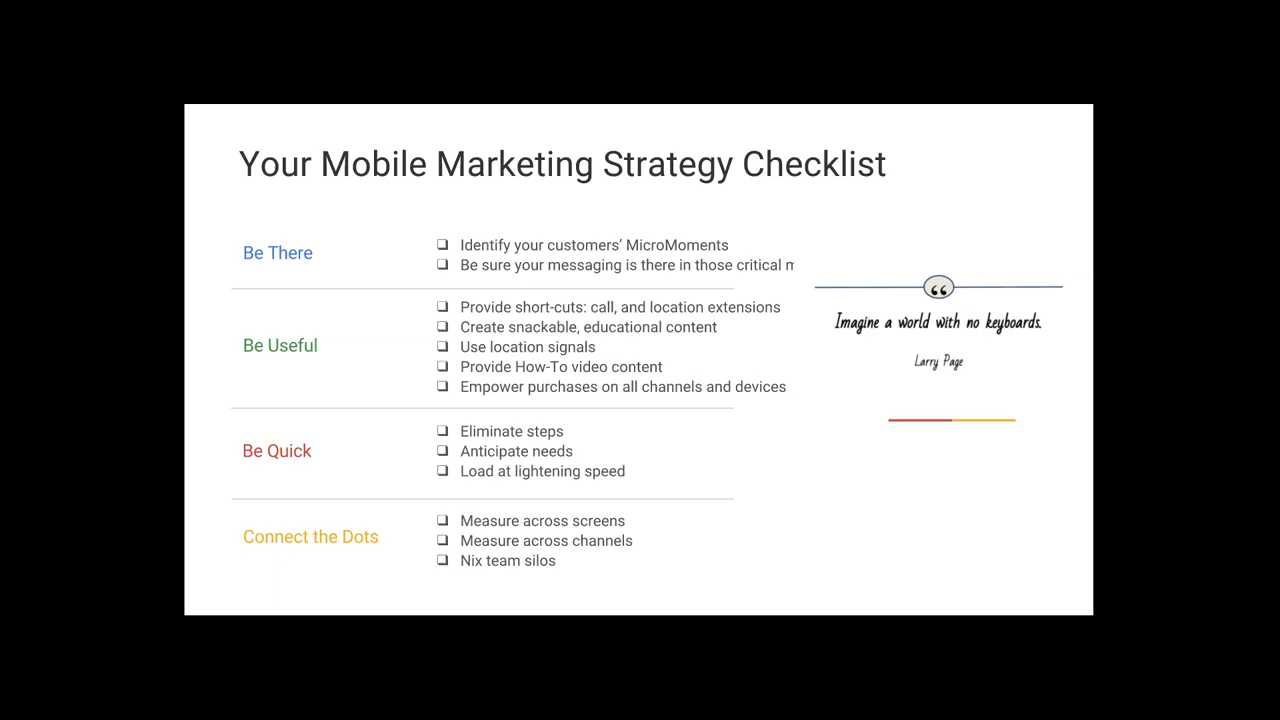 Your Mobile Marketing Strategy Checklist
Be There
❏ Identify your customers’ MicroMoments
❏ Be sure your messaging is there in those critical
Be Useful
❏ Provide short-cuts: call, and location extensions
❏ Create snackable, educational content
❏ Use location signals
❏ Provide How-To video content
❏ Empower purchases on all channels and devices
Be Quick
❏ Eliminate steps
❏ Anticipate needs
❏ Load at lightening speed
Connect the Dots
❏ Measure across screens
❏ Measure across channels
❏ Nix team silos
“
Imagine a world with no keyboards.
Larry Page